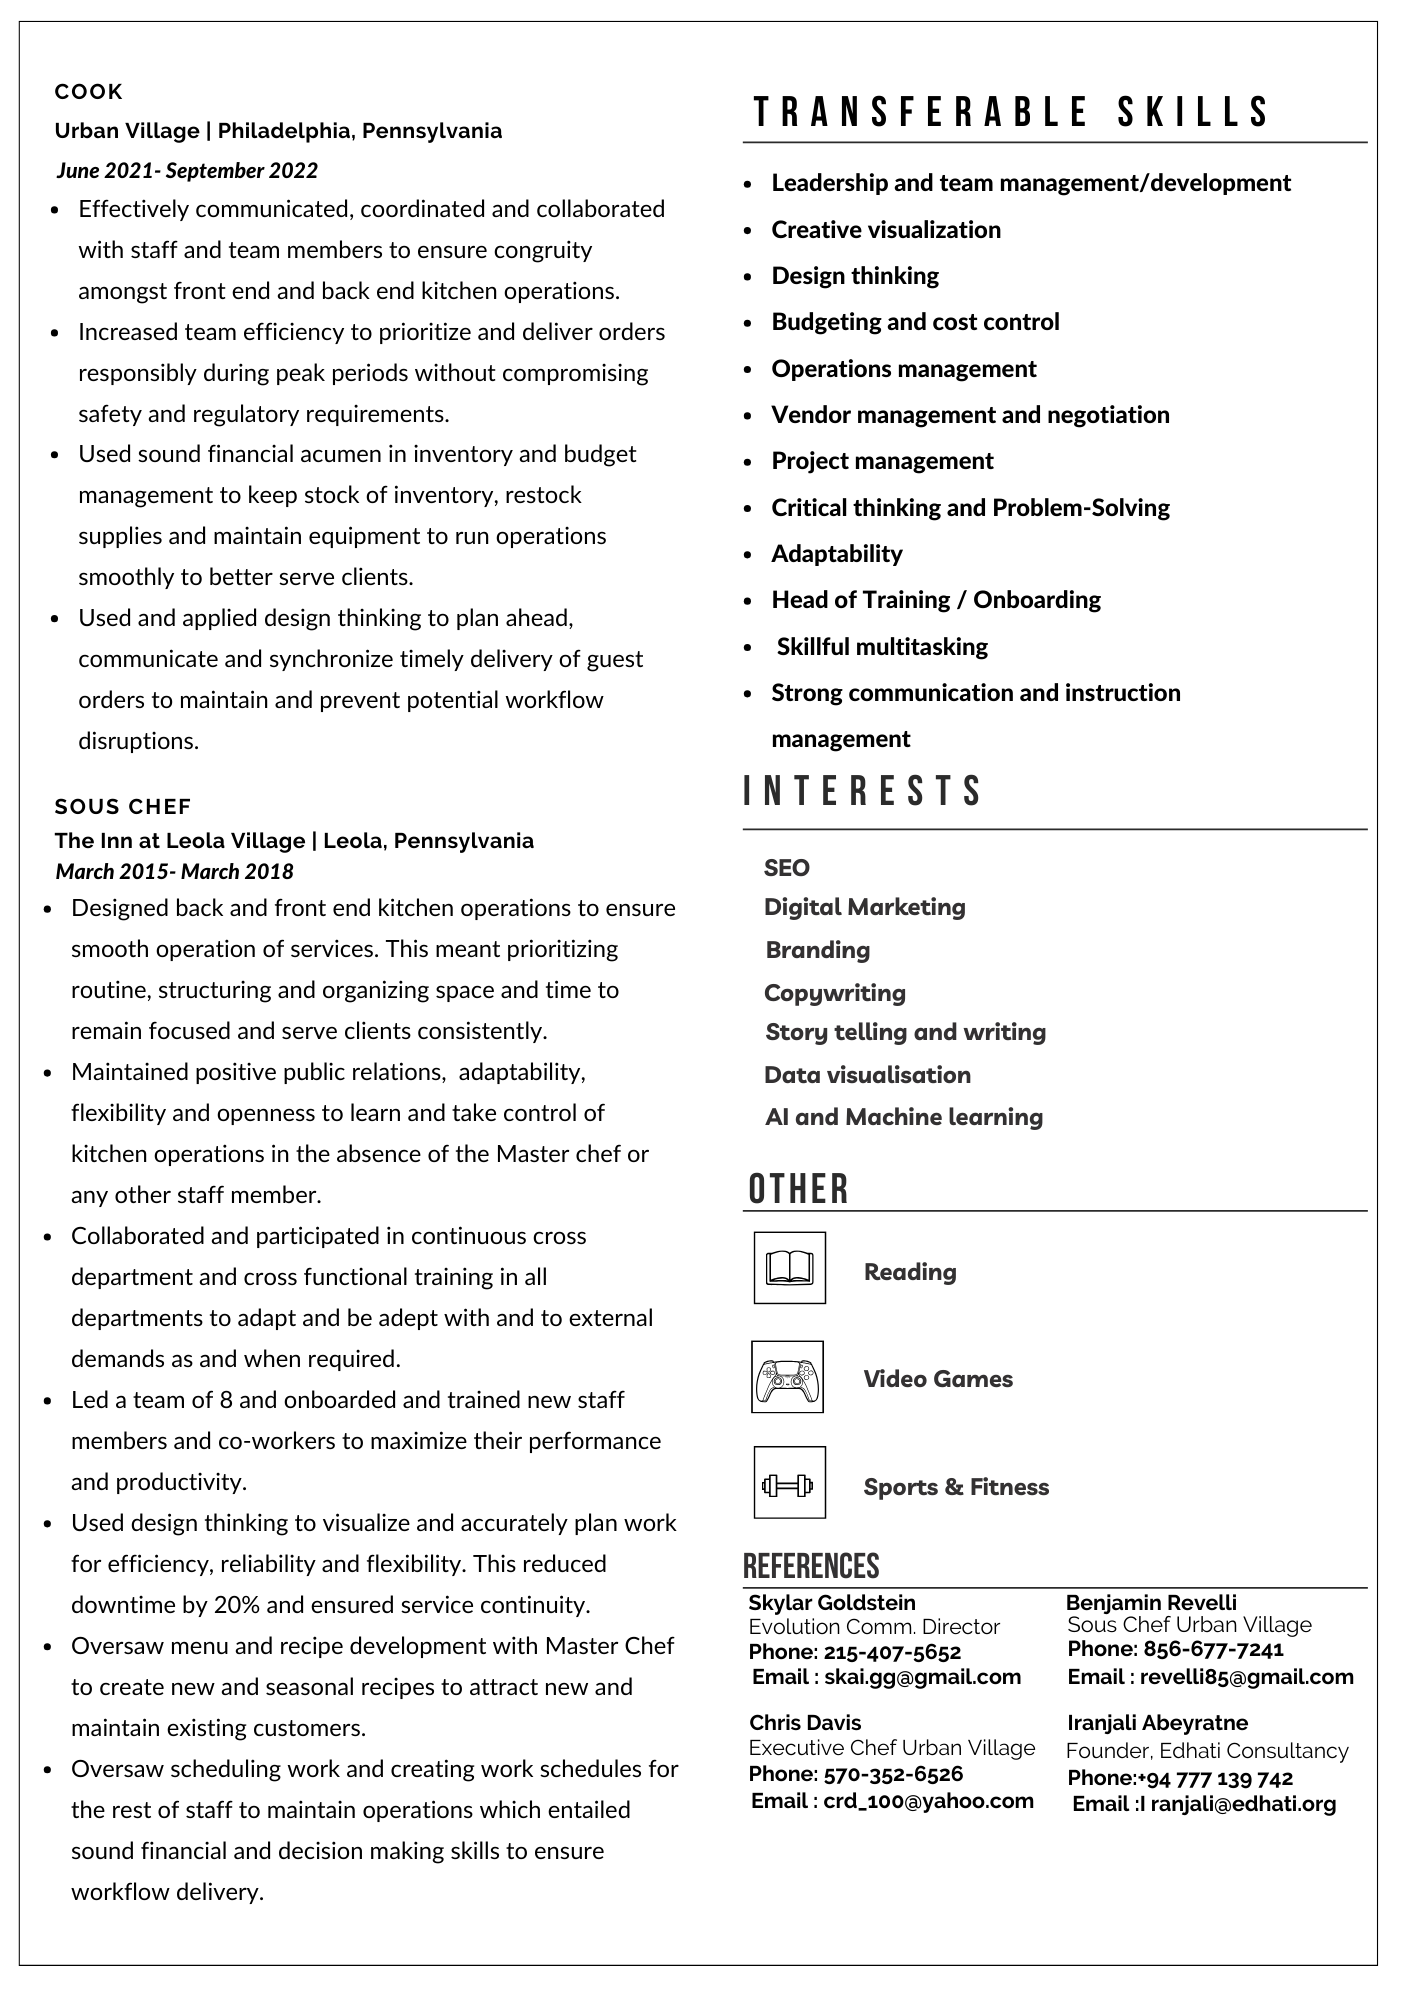 COOK
Urban Village | Philadelphia, Pennsylvania
June 2021- September 2022
• Effectively communicated, coordinated and collaborated
with staff and team members to ensure congruity
amongst front end and back end kitchen operations.
• Increased team efficiency to prioritize and deliver orders
responsibly during peak periods without compromising
safety and regulatory requirements.
• Used sound financial acumen in inventory and budget
management to keep stock of inventory, restock
supplies and maintain equipment to run operations
smoothly to better serve clients.
• Used and applied design thinking to plan ahead,
communicate and synchronize timely delivery of guest
orders to maintain and prevent potential workflow
disruptions.
SOUS CHEF
The Inn at Leola Village | Leola, Pennsylvania
March 2015- March 2018
• Designed back and front end kitchen operations to ensure
smooth operation of services. This meant prioritizing
routine, structuring and organizing space and time to
remain focused and serve clients consistently.
• Maintained positive public relations,  adaptability,
flexibility and openness to learn and take control of
kitchen operations in the absence of the Master chef or
any other staff member.
• Collaborated and participated in continuous cross
department and cross functional training in all
departments to adapt and be adept with and to external
demands as and when required.
• Led a team of 8 and onboarded and trained new staff
members and co-workers to maximize their performance
and productivity.
• Used design thinking to visualize and accurately plan work
for efficiency, reliability and flexibility. This reduced
downtime by 20% and ensured service continuity.
• Oversaw menu and recipe development with Master Chef
to create new and seasonal recipes to attract new and
maintain existing customers.
• Oversaw scheduling work and creating work schedules for
the rest of staff to maintain operations which entailed
sound financial and decision making skills to ensure
workflow delivery.
TRANSFERABLE SKILLS
• Leadership and team management/development
• Creative visualization
• Design thinking
• Budgeting and cost control
• Operations management
• Vendor management and negotiation
• Project management
• Critical thinking and Problem-Solving
• Adaptability
• Head of Training / Onboarding
• Skillful multitasking
• Strong communication and instruction
management
INTERESTS
SEO
Digital Marketing
Branding
Copywriting
Story telling and writing
Data visualisation
AI and Machine learning
OTHER
Reading
Video Games
Sports & Fitness
REFERENCES
Skylar Goldstein
Evolution Comm. Director
Phone: 215-407-5652
Email : skai.gg@gmail.com
Benjamin Revelli
Sous Chef Urban Village
Phone: 856-677-7241
Email : revelli85@gmail.com
Chris Davis
Executive Chef Urban Village
Phone: 570-352-6526
Email : crd_100@yahoo.com
Iranjali Abeyratne
Founder, Edhati Consultancy
Phone:+94 777 139 742
Email :I ranjali@edhati.org